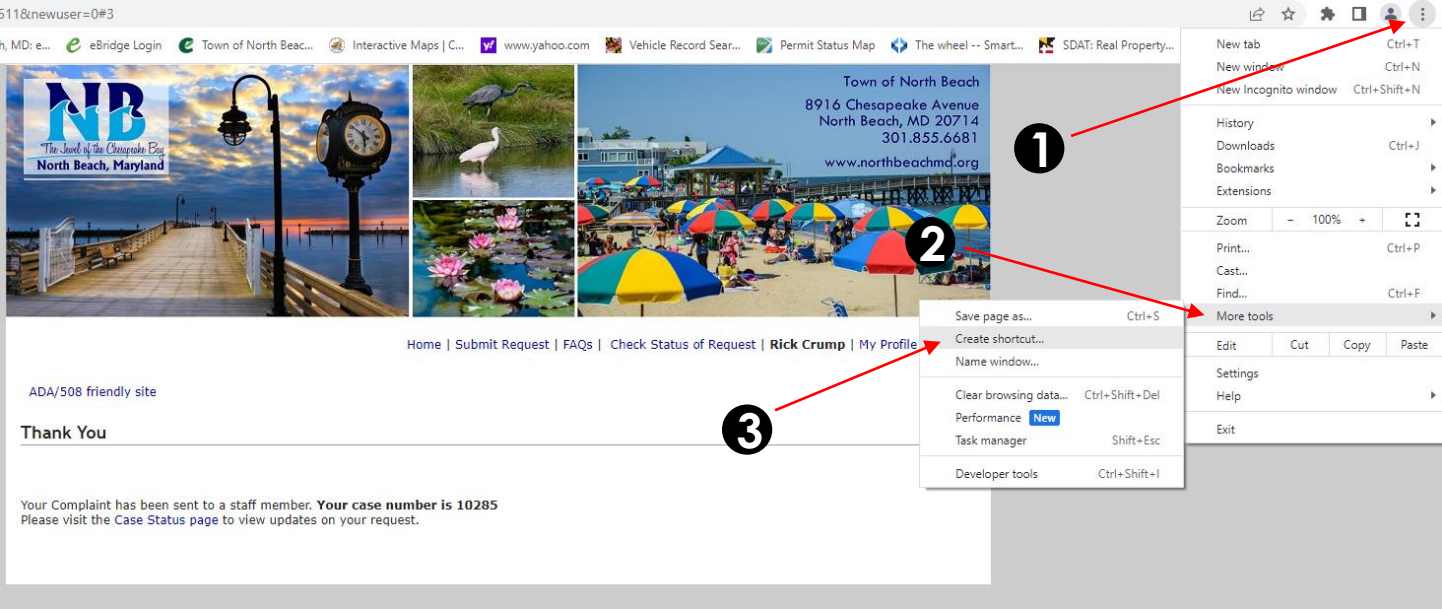 511&newuser=0#3
h, MD: e... eBridge Login Town of North Beac... Interactive Maps | C... www.yahoo.com Vehicle Record Sear... Permit Status Map The wheel -- Smart... SDAT: Real Property...
NB
The Jewel of the Chesapeake Bay
North Beach, Maryland
Town of North Beach
8916 Chesapeake Avenue
North Beach, MD 20714
301.855.6681
www.northbeachmd.org
Home | Submit Request | FAQs | Check Status of Request | Rick Crump | My Profile
ADA/508 friendly site
Thank You
Your Complaint has been sent to a staff member. Your case number is 10285
Please visit the Case Status page to view updates on your request.
1
2
3
New tab Ctrl+T
New window Ctrl+N
New Incognito window Ctrl+Shift+N
History
Downloads Ctrl+J
Bookmarks
Extensions
Zoom - 100% +
Print... Ctrl+P
Cast...
Find... Ctrl+F
More tools
Edit Cut Copy Paste
Settings
Help
Exit
Save page as... Ctrl+S
Create shortcut...
Name window...
Clear browsing data... Ctrl+Shift+Del
Performance New
Task manager Shift+Esc
Developer tools Ctrl+Shift+I